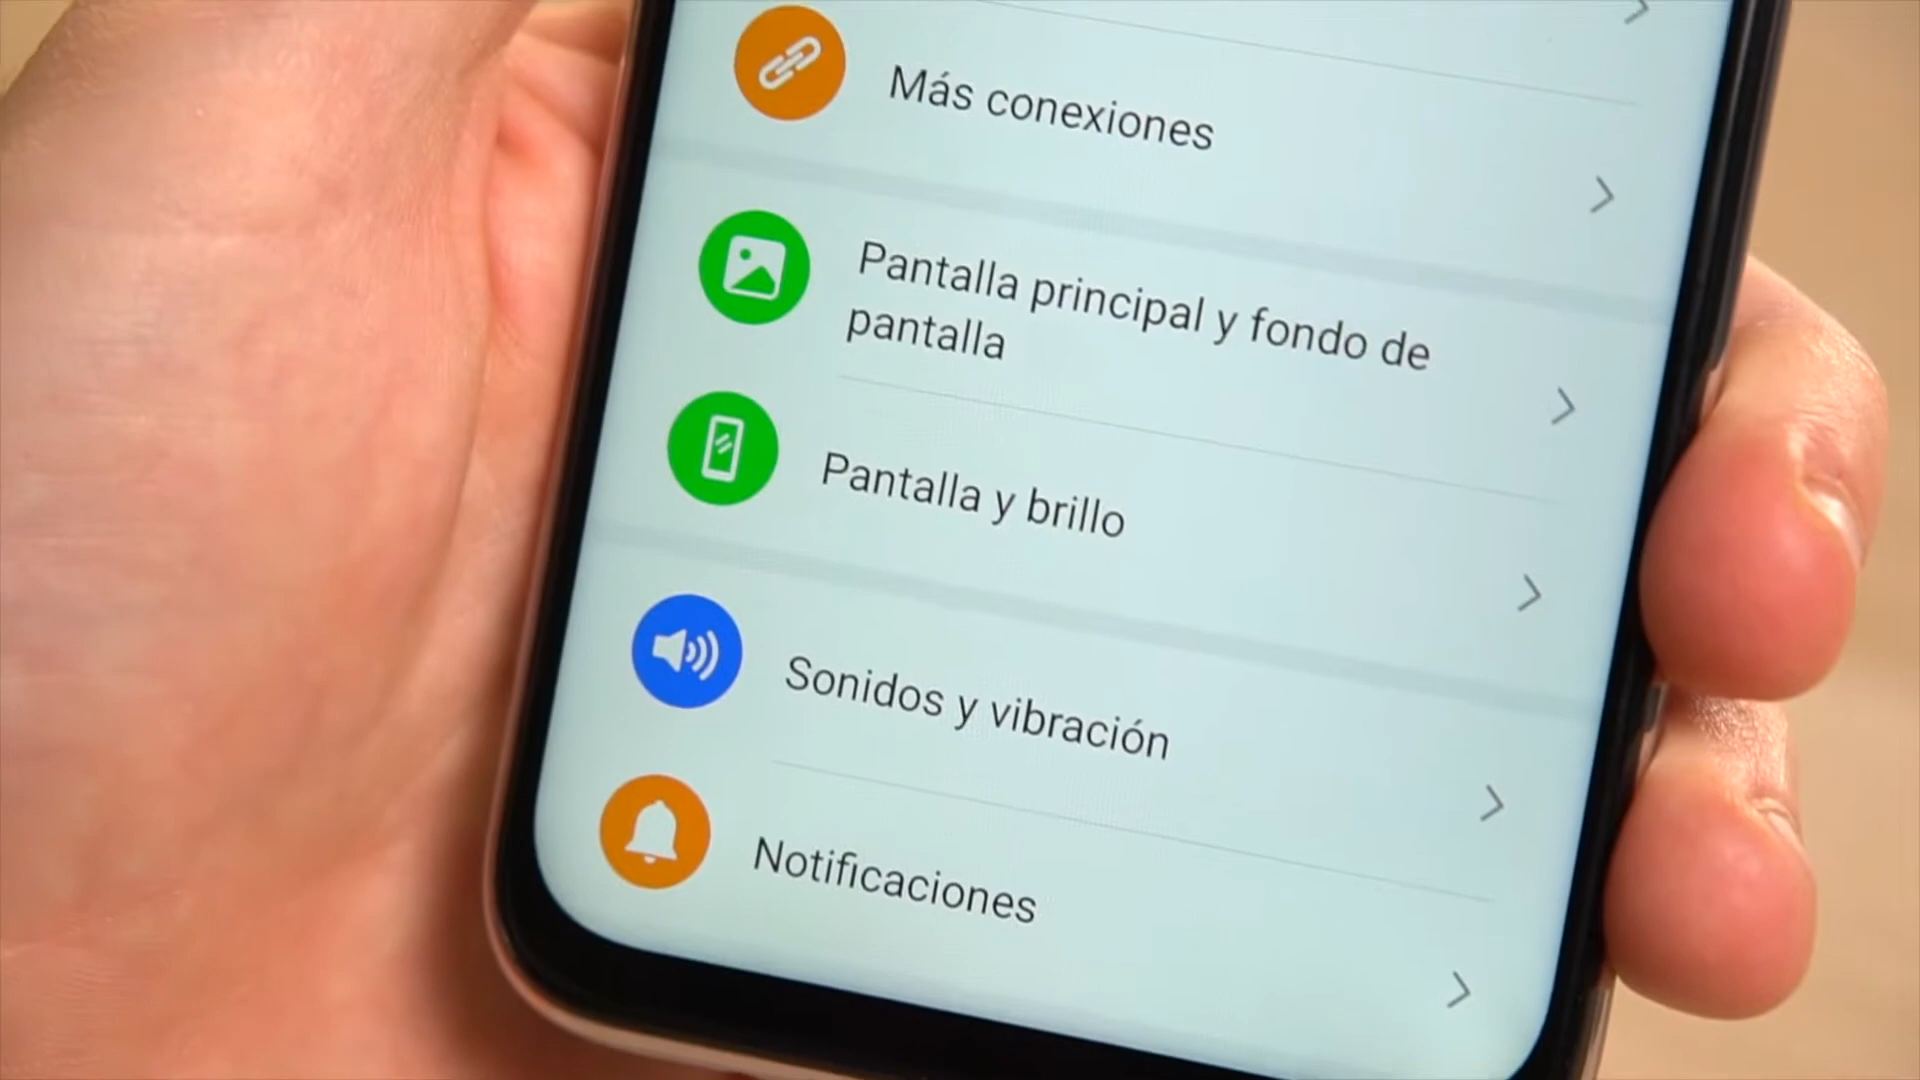 Más conexiones
Pantalla principal y fondo de
pantalla
Pantalla y brillo
Sonidos y vibración
Notificaciones